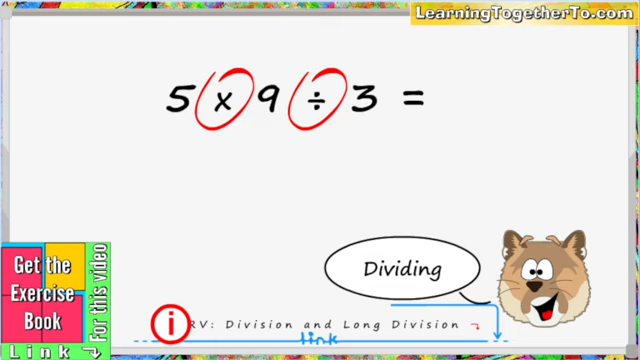 LearningTogetherTo.com
5 x 9 ÷ 3 =
Dividing
Get the
Exercise
Book
Link
For this video
i
RV: Division and Long Division
link